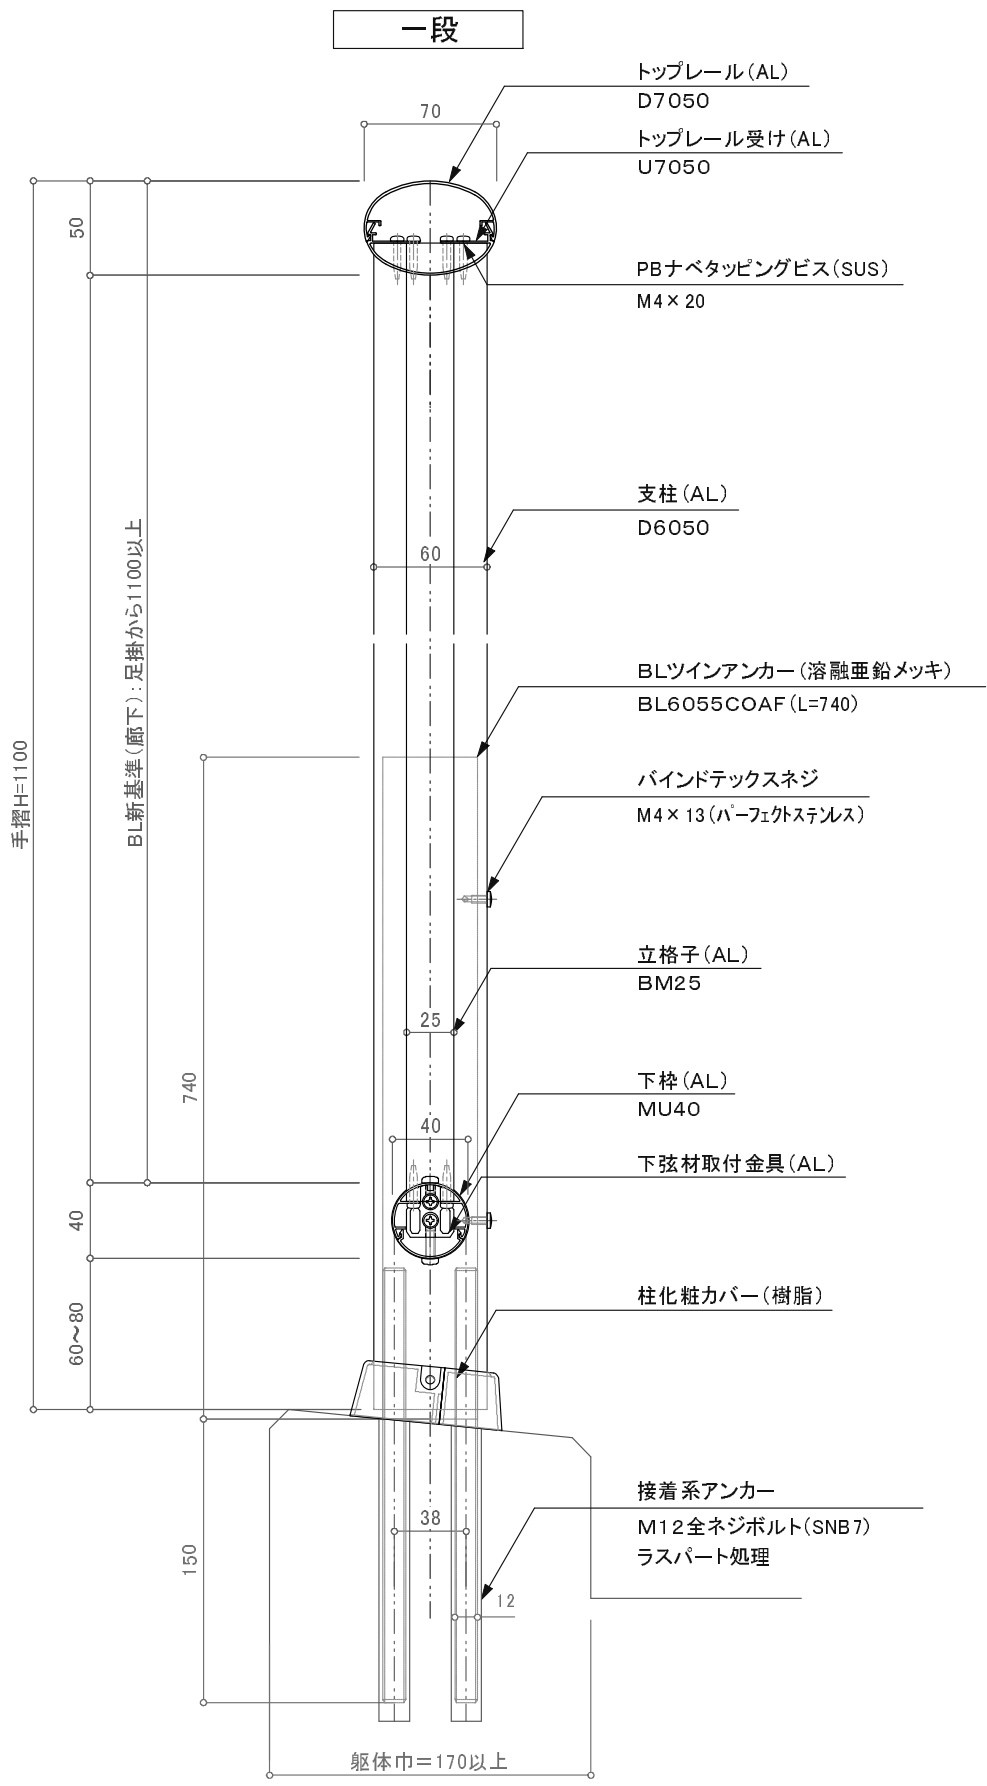 一段
トップレール(AL)
D7050
70
トップレール受け(AL)
U7050
50
PBナベタッピングビス(SUS)
M4×20
支柱(AL)
D6050
60
BL新基準(廊下):足掛から1100以上
手摺H=1100
BLツインアンカー(溶融亜鉛メッキ)
BL6055COAF(L=740)
バインドテックスネジ
M4×13(パーフェクトステンレス)
立格子(AL)
BM25
25
740
下枠(AL)
MU40
40
下弦材取付金具(AL)
40
柱化粧カバー(樹脂)
60〜80
接着系アンカー
M12全ネジボルト(SNB7)
ラスパート処理
38
150
12
躯体巾=170以上